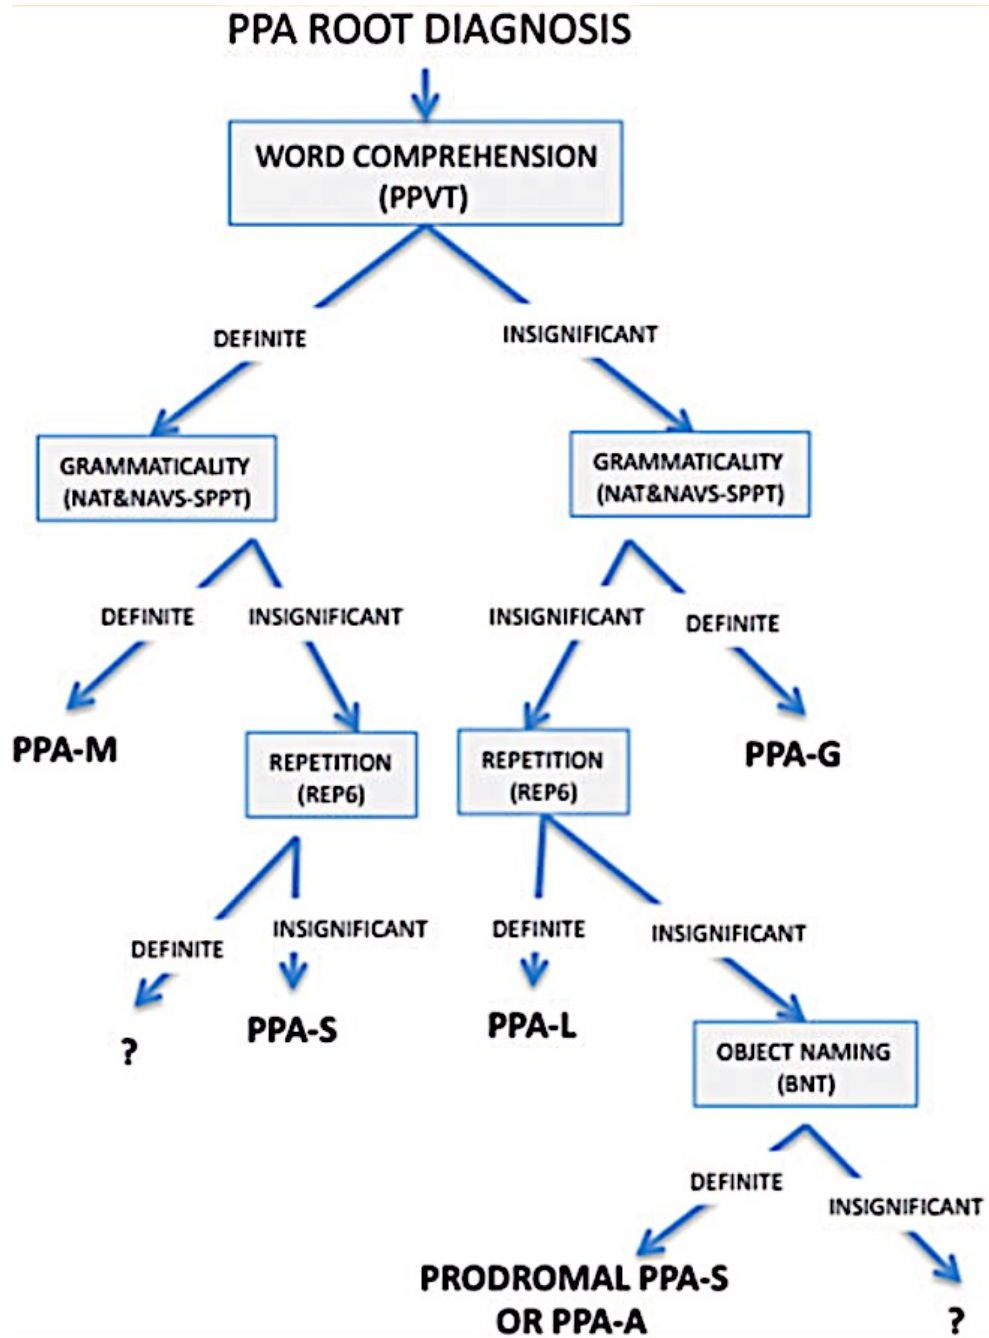 PPA ROOT DIAGNOSIS
WORD COMPREHENSION
(PPVT)
DEFINITE
INSIGNIFICANT
GRAMMATICALITY
(NAT&NAVS-SPPT)
GRAMMATICALITY
(NAT&NAVS-SPPT)
DEFINITE
INSIGNIFICANT
INSIGNIFICANT
DEFINITE
PPA-M
REPETITION
(REP6)
REPETITION
(REP6)
PPA-G
DEFINITE
INSIGNIFICANT
DEFINITE
INSIGNIFICANT
?
PPA-S
PPA-L
OBJECT NAMING
(BNT)
DEFINITE
INSIGNIFICANT
PRODROMAL PPA-S
OR PPA-A
?